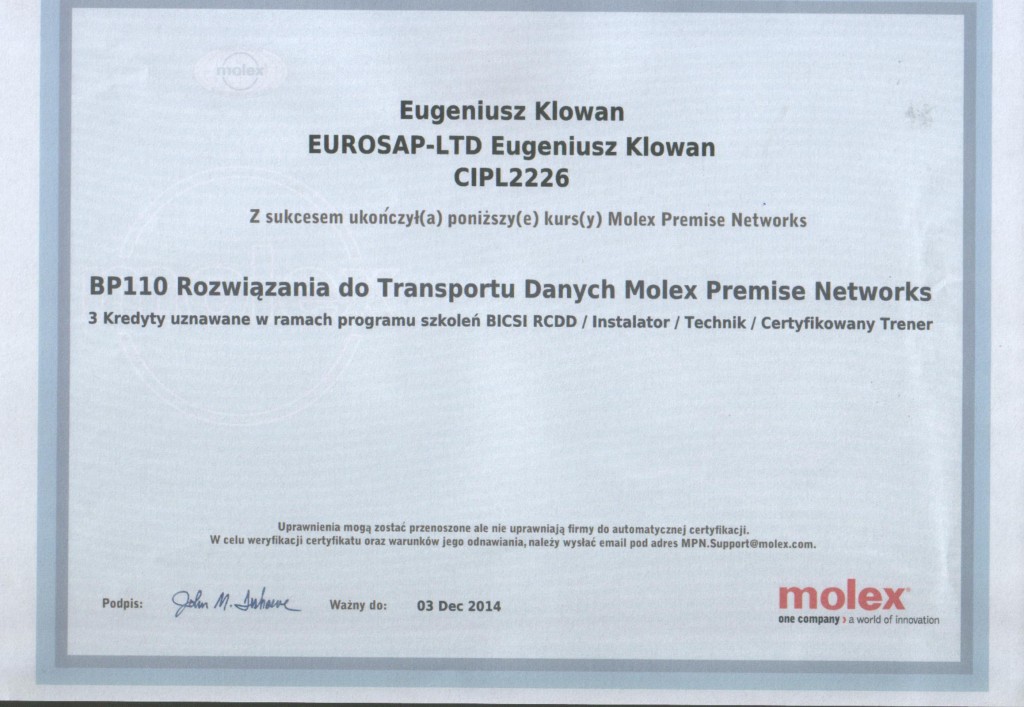 molex
Eugeniusz Klowan
EUROSAP-LTD Eugeniusz Klowan
CIPL2226
Z sukcesem ukończył(a) poniższy(e) kurs(y) Molex Premise Networks
BP110 Rozwiązania do Transportu Danych Molex Premise Networks
3 Kredyty uznawane w ramach programu szkoleń BICSI RCDD / Instalator / Technik / Certyfikowany Trener
Uprawnienia mogą zostać przenoszone ale nie uprawniają firmy do automatycznej certyfikacji.
W celu weryfikacji certyfikatu oraz warunków jego odnawiania, należy wysłać email pod adres MPN.Support@molex.com.
Podpis: John M. Ważny do: 03 Dec 2014
molex
one company > a world of innovation